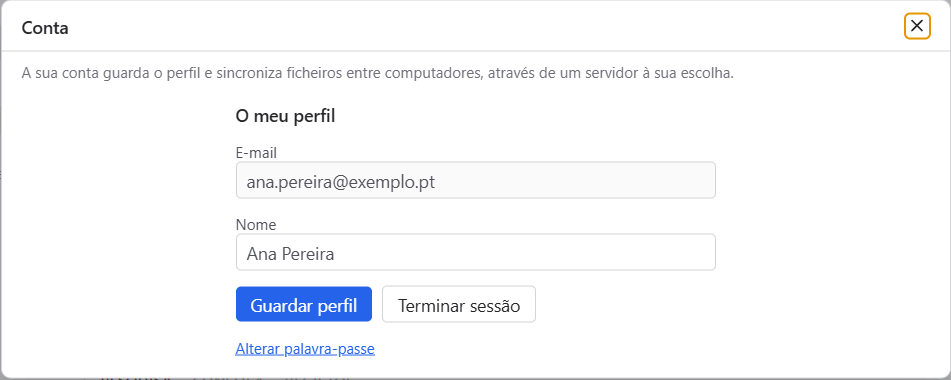 Conta
A sua conta guarda o perfil e sincroniza ficheiros entre computadores, através de um servidor à sua escolha.
O meu perfil
E-mail
ana.pereira@exemplo.pt
Nome
Ana Pereira
Guardar perfil
Terminar sessão
Alterar palavra-passe